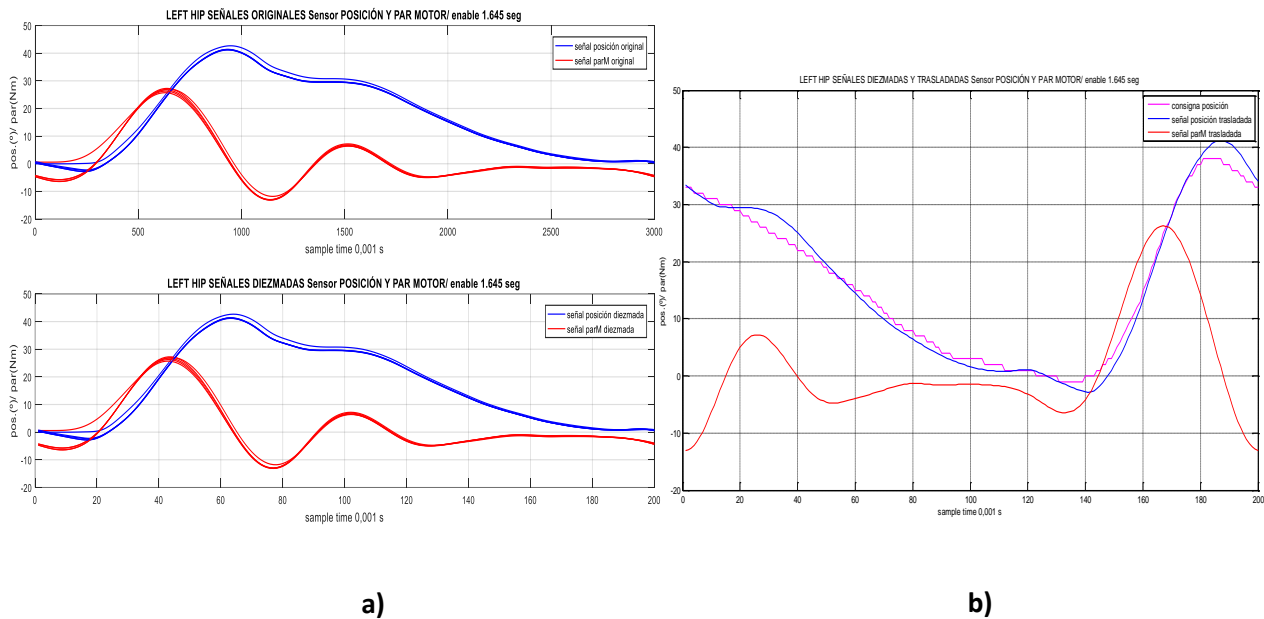 LEFT HIP SEÑALES ORIGINALES Sensor POSICIÓN Y PAR MOTOR/ enable 1.645 seg
señal posición original
señal parM original
pos.(º)/ par(Nm)
50
40
30
20
10
0
-10
-20
0 500 1000 1500 2000 2500 3000
sample time 0,001 s
LEFT HIP SEÑALES DIEZMADAS Sensor POSICIÓN Y PAR MOTOR/ enable 1.645 seg
señal posición diezmada
señal parM diezmada
pos.(º)/ par(Nm)
50
40
30
20
10
0
-10
-20
0 20 40 60 80 100 120 140 160 180 200
sample time 0,001 s
a)
LEFT HIP SEÑALES DIEZMADAS Y TRASLADADAS Sensor POSICIÓN Y PAR MOTOR/ enable 1.645 seg
consigna posición
señal posición trasladada
señal parM trasladada
pos.(º)/ par(Nm)
50
40
30
20
10
0
-10
-20
0 20 40 60 80 100 120 140 160 180 200
sample time 0,001 s
b)